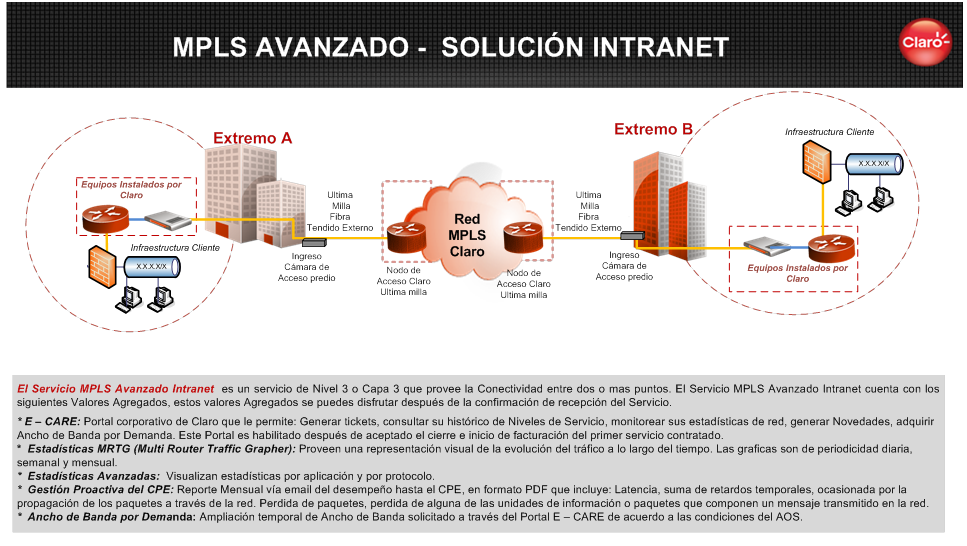 MPLS AVANZADO - SOLUCIÓN INTRANET
Claro
Extremo A
Equipos Instalados por
Claro
Infraestructura Cliente
X.X.X.X/X
Ultima
Milla
Fibra
Tendido Externo
Ingreso
Cámara de
Acceso predio
Red
MPLS
Claro
Nodo de
Acceso Claro
Ultima milla
Nodo de
Acceso Claro
Ultima milla
Ultima
Milla
Fibra
Tendido Externo
Ingreso
Cámara de
Acceso predio
Extremo B
Infraestructura Cliente
X.X.X.X/X
Equipos Instalados por
Claro
El Servicio MPLS Avanzado Intranet es un servicio de Nivel 3 o Capa 3 que provee la Conectividad entre dos o mas puntos. El Servicio MPLS Avanzado Intranet cuenta con los
siguientes Valores Agregados, estos valores Agregados se puedes disfrutar después de la confirmación de recepción del Servicio.
* E – CARE: Portal corporativo de Claro que le permite: Generar tickets, consultar su histórico de Niveles de Servicio, monitorear sus estadísticas de red, generar Novedades, adquirir
Ancho de Banda por Demanda. Este Portal es habilitado después de aceptado el cierre e inicio de facturación del primer servicio contratado.
* Estadísticas MRTG (Multi Router Traffic Grapher): Proveen una representación visual de la evolución del tráfico a lo largo del tiempo. Las graficas son de periodicidad diaria,
semanal y mensual.
* Estadísticas Avanzadas: Visualizan estadísticas por aplicación y por protocolo.
* Gestión Proactiva del CPE: Reporte Mensual vía email del desempeño hasta el CPE, en formato PDF que incluye: Latencia, suma de retardos temporales, ocasionada por la
propagación de los paquetes a través de la red. Perdida de paquetes, perdida de alguna de las unidades de información o paquetes que componen un mensaje transmitido en la red.
* Ancho de Banda por Demanda: Ampliación temporal de Ancho de Banda solicitado a través del Portal E – CARE de acuerdo a las condiciones del AOS.